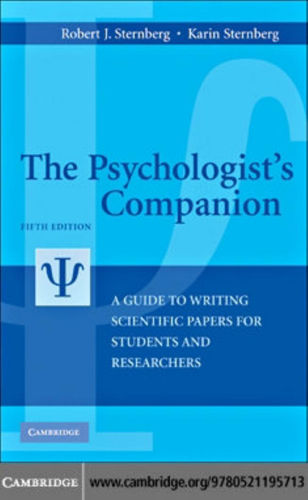 Robert J. Sternberg • Karin Sternberg
The Psychologist's
Companion
FIFTH EDITION
Ψ
A GUIDE TO WRITING
SCIENTIFIC PAPERS FOR
STUDENTS AND
RESEARCHERS
CAMBRIDGE
CAMBRIDGE www.cambridge.org/9780521195713